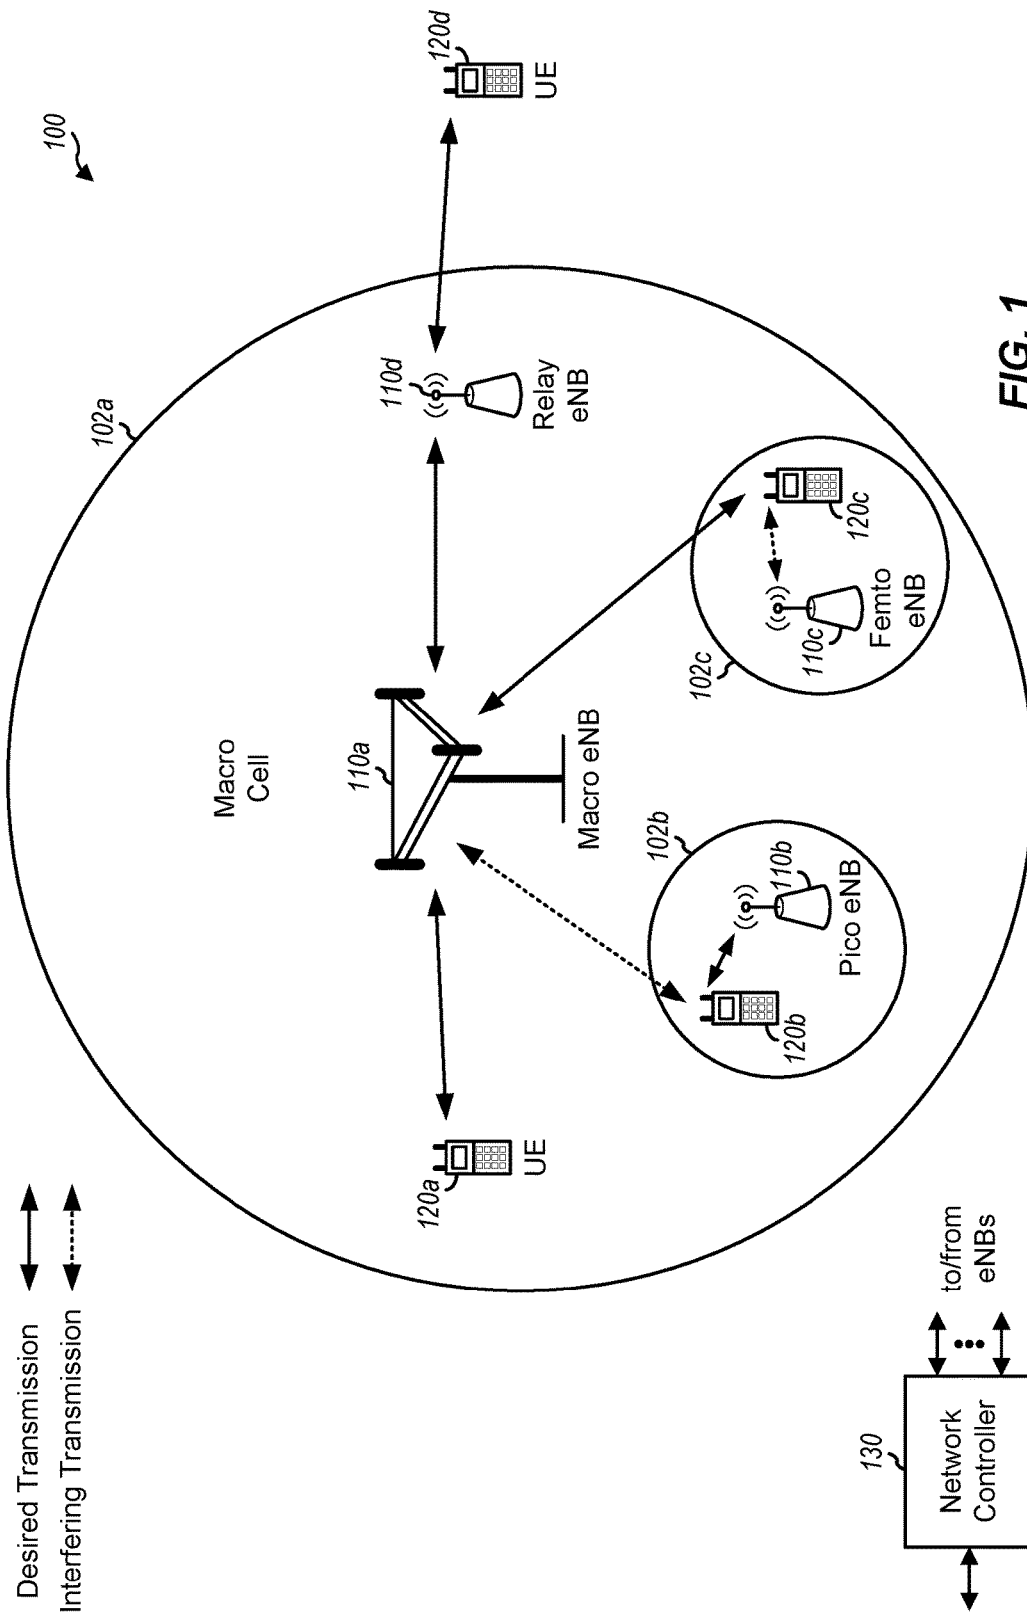 Desired Transmission
Interfering Transmission
100
102a
Macro
Cell
110a
Macro eNB
120a
UE
110d
Relay
eNB
120d
UE
102b
110b
Pico eNB
120b
102c
110c
Femto
eNB
120c
130
Network
Controller
to/from
eNBs
FIG. 1